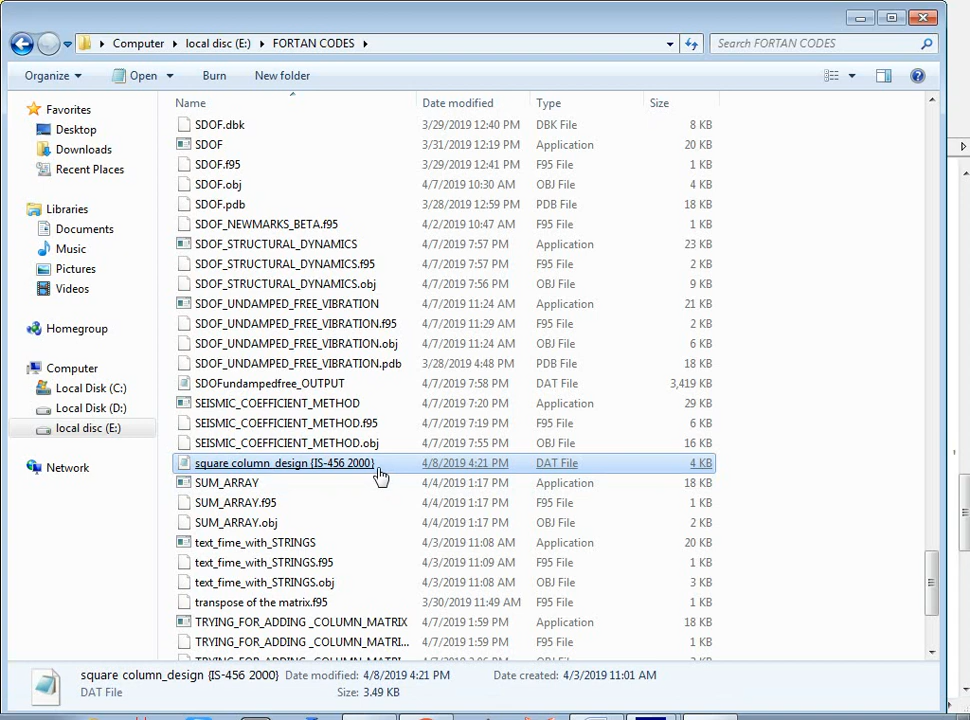 Computer ▸ local disc (E:) ▸ FORTAN CODES ▸
Search FORTAN CODES
Organize Open Burn New folder
Name Date modified Type Size
Favorites
Desktop
Downloads
Recent Places
Libraries
Documents
Music
Pictures
Videos
Homegroup
Computer
Local Disk (C:)
Local Disk (D:)
local disc (E:)
Network
SDOF.dbk 3/29/2019 12:40 PM DBK File 8 KB
SDOF 3/31/2019 12:19 PM Application 20 KB
SDOF.f95 3/29/2019 12:41 PM F95 File 1 KB
SDOF.obj 4/7/2019 10:30 AM OBJ File 4 KB
SDOF.pdb 3/28/2019 12:59 PM PDB File 18 KB
SDOF_NEWMARKS_BETA.f95 4/2/2019 10:47 AM F95 File 1 KB
SDOF_STRUCTURAL_DYNAMICS 4/7/2019 7:57 PM Application 23 KB
SDOF_STRUCTURAL_DYNAMICS.f95 4/7/2019 7:57 PM F95 File 2 KB
SDOF_STRUCTURAL_DYNAMICS.obj 4/7/2019 7:56 PM OBJ File 9 KB
SDOF_UNDAMPED_FREE_VIBRATION 4/7/2019 11:24 AM Application 21 KB
SDOF_UNDAMPED_FREE_VIBRATION.f95 4/7/2019 11:29 AM F95 File 2 KB
SDOF_UNDAMPED_FREE_VIBRATION.obj 4/7/2019 11:24 AM OBJ File 6 KB
SDOF_UNDAMPED_FREE_VIBRATION.pdb 3/28/2019 4:48 PM PDB File 18 KB
SDOFundampedfree_OUTPUT 4/7/2019 7:58 PM DAT File 3,419 KB
SEISMIC_COEFFICIENT_METHOD 4/7/2019 7:20 PM Application 29 KB
SEISMIC_COEFFICIENT_METHOD.f95 4/7/2019 7:55 PM F95 File 6 KB
SEISMIC_COEFFICIENT_METHOD.obj 4/7/2019 7:55 PM OBJ File 16 KB
square column_design {IS-456 2000} 4/8/2019 4:21 PM DAT File 4 KB
SUM_ARRAY 4/4/2019 1:17 PM Application 18 KB
SUM_ARRAY.f95 4/4/2019 1:17 PM F95 File 1 KB
SUM_ARRAY.obj 4/4/2019 1:17 PM OBJ File 2 KB
text_fime_with_STRINGS 4/3/2019 11:08 AM Application 20 KB
text_fime_with_STRINGS.f95 4/3/2019 11:09 AM F95 File 1 KB
text_fime_with_STRINGS.obj 4/3/2019 11:08 AM OBJ File 3 KB
transpose of the matrix.f95 3/30/2019 11:49 AM F95 File 1 KB
TRYING_FOR_ADDING _COLUMN_MATRIX 4/7/2019 1:59 PM Application 18 KB
TRYING_FOR_ADDING _COLUMN_MATRI... 4/7/2019 1:59 PM F95 File 1 KB
square column_design {IS-456 2000} Date modified: 4/8/2019 4:21 PM Date created: 4/3/2019 11:01 AM
DAT File Size: 3.49 KB